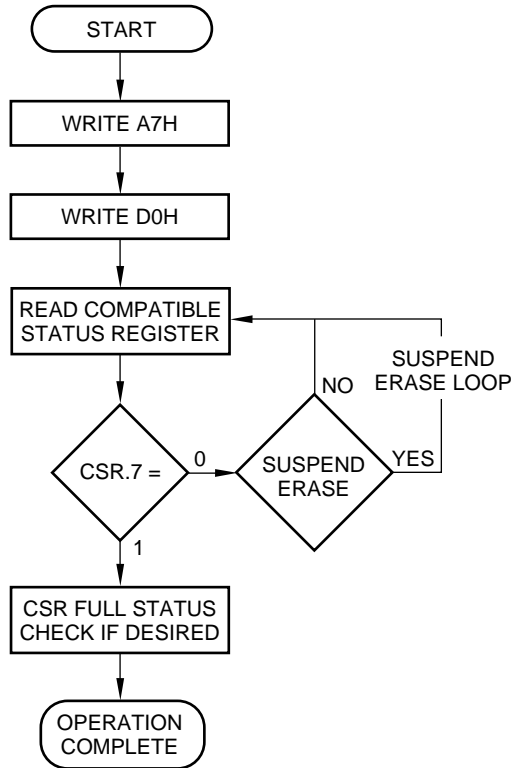 START
WRITE A7H
WRITE D0H
READ COMPATIBLE
STATUS REGISTER
SUSPEND
ERASE LOOP
NO
CSR.7 =
0
SUSPEND
ERASE
YES
1
CSR FULL STATUS
CHECK IF DESIRED
OPERATION
COMPLETE